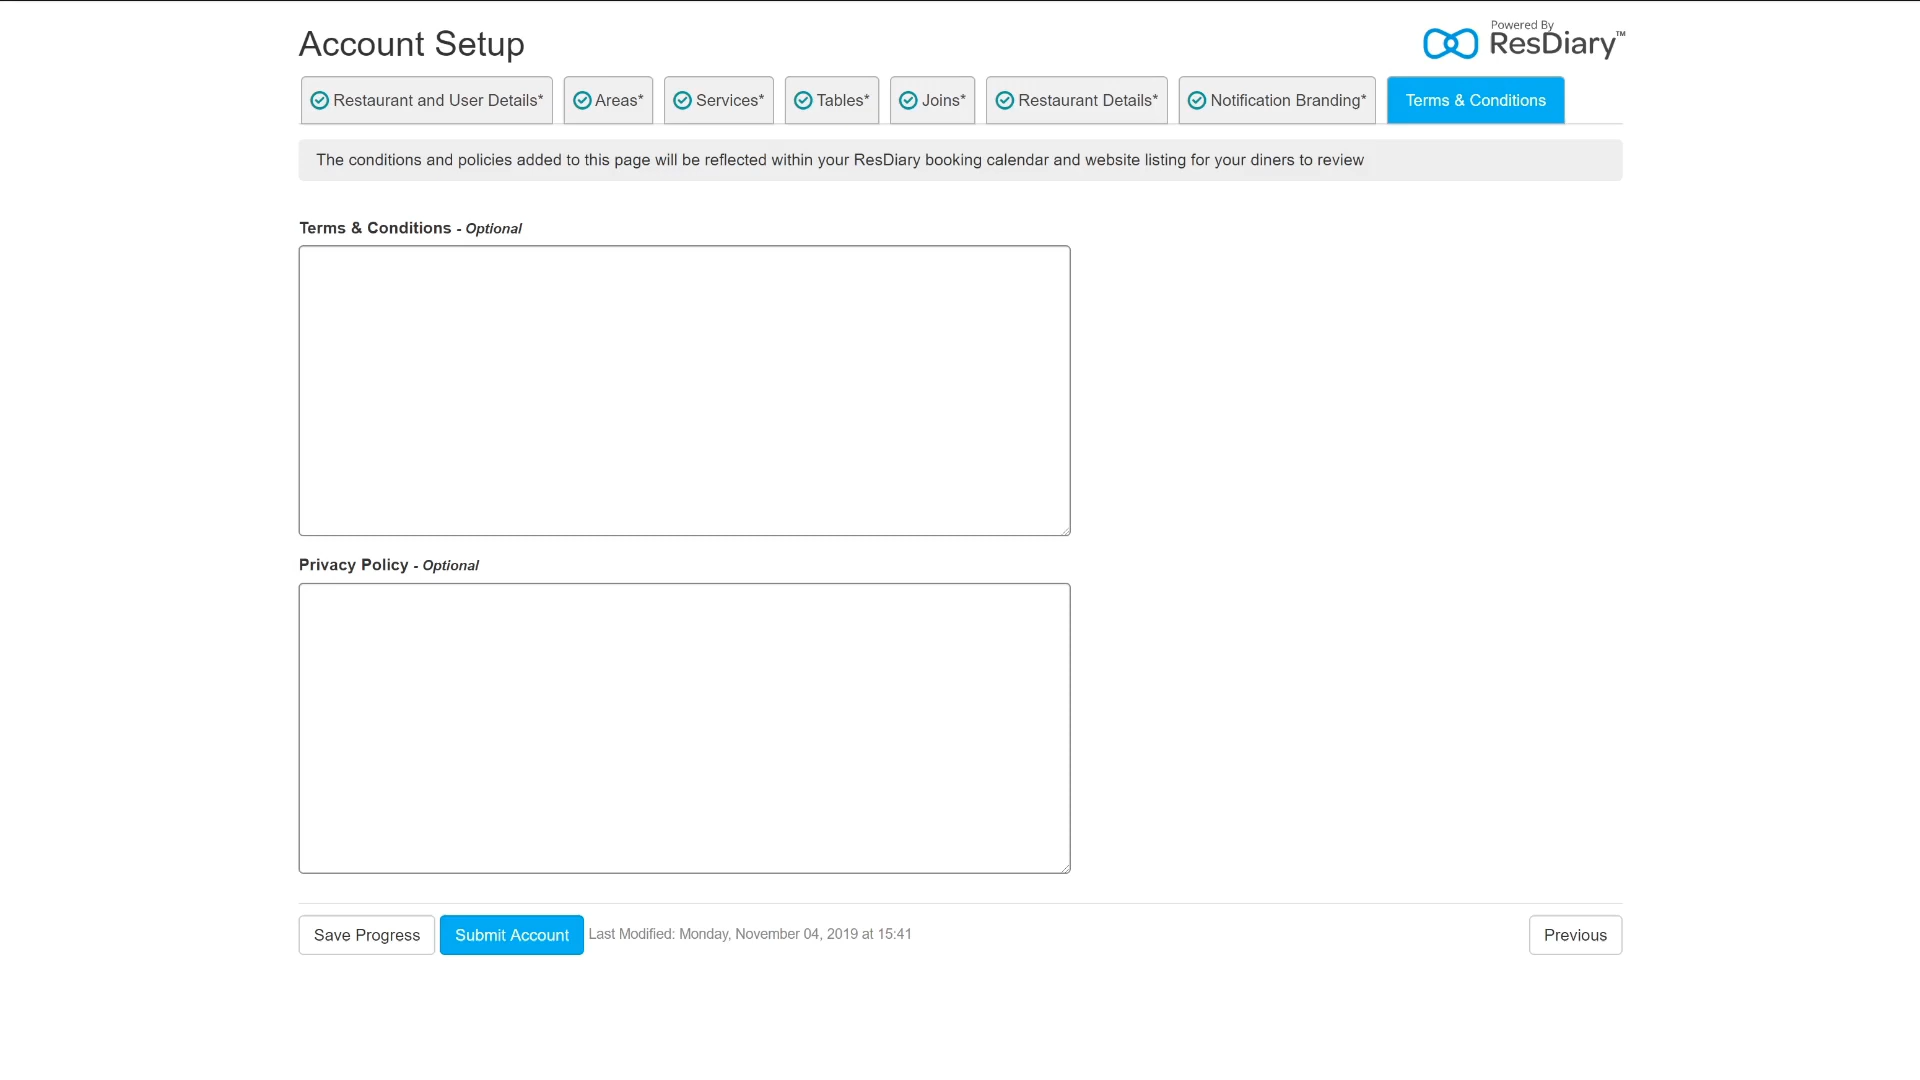 Account Setup
Powered By
ResDiary™
Restaurant and User Details* Areas* Services* Tables* Joins* Restaurant Details* Notification Branding* Terms & Conditions
The conditions and policies added to this page will be reflected within your ResDiary booking calendar and website listing for your diners to review
Terms & Conditions - Optional
Privacy Policy - Optional
Save Progress Submit Account Last Modified: Monday, November 04, 2019 at 15:41 Previous